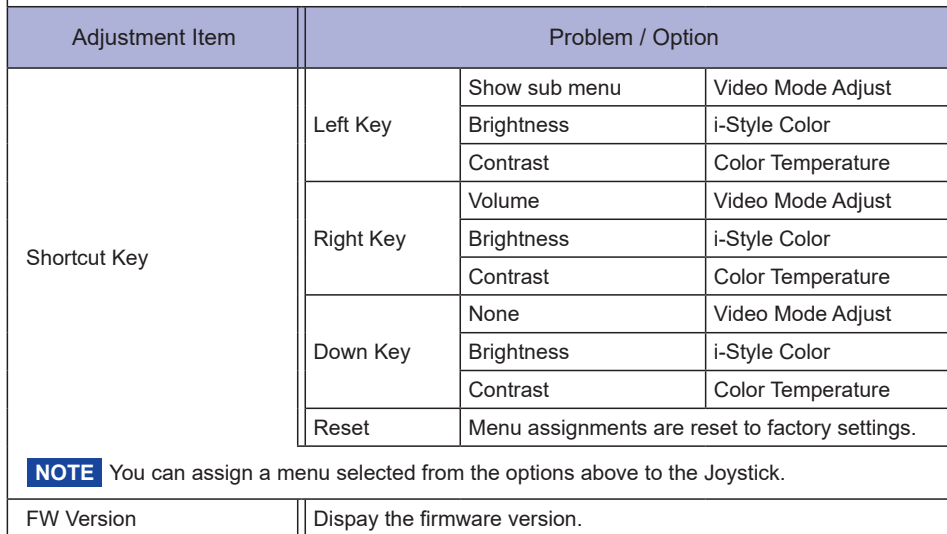 Adjustment Item Problem / Option
Shortcut Key
Left Key
Show sub menu Video Mode Adjust
Brightness i-Style Color
Contrast Color Temperature
Right Key
Volume Video Mode Adjust
Brightness i-Style Color
Contrast Color Temperature
Down Key
None Video Mode Adjust
Brightness i-Style Color
Contrast Color Temperature
Reset Menu assignments are reset to factory settings.
NOTE You can assign a menu selected from the options above to the Joystick.
FW Version Dispay the firmware version.